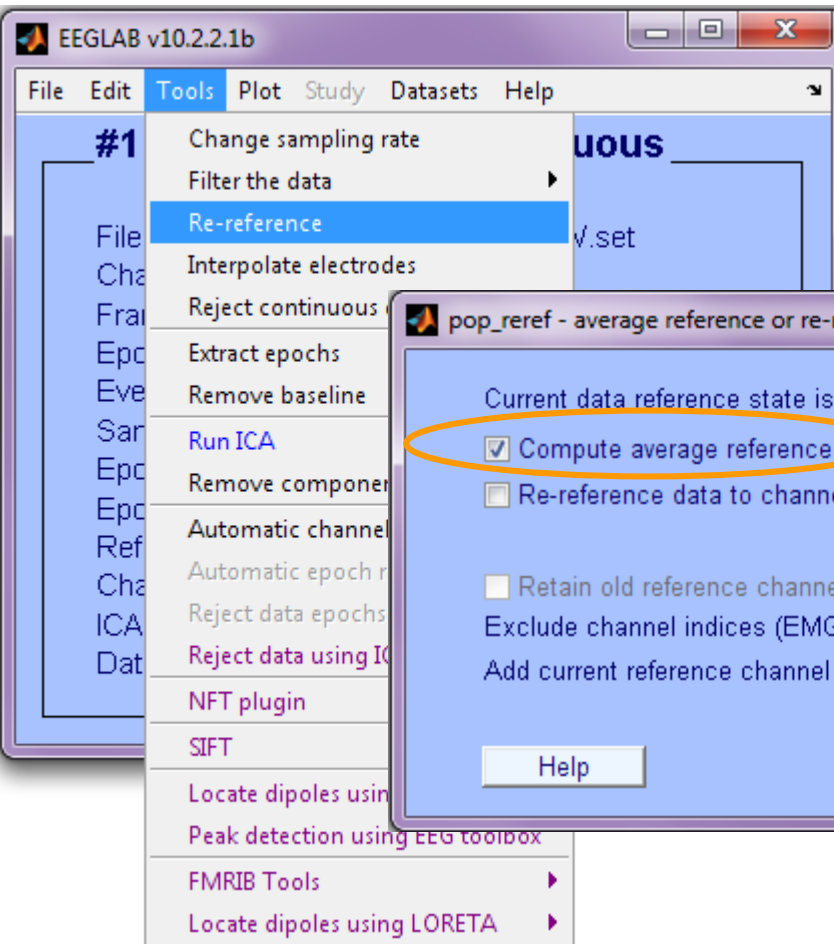 EEGLAB v10.2.2.1b
File Edit Tools Plot Study Datasets Help
#1 uous
Change sampling rate
Filter the data
Re-reference
Interpolate electrodes
Reject continuous
Extract epochs
Remove baseline
Run ICA
Remove componen
Automatic channel
Automatic epoch r
Reject data epochs
Reject data using IC
NFT plugin
SIFT
Locate dipoles usin
Peak detection using EEG toolbox
FMRIB Tools
Locate dipoles using LORETA
File .set
Cha
Fra
Epo
Eve
Sam
Epo
Epo
Ref
Cha
ICA
Dat
pop_reref - average reference or re-
Current data reference state is
Compute average reference
Re-reference data to channe
Retain old reference channe
Exclude channel indices (EMG
Add current reference channel
Help